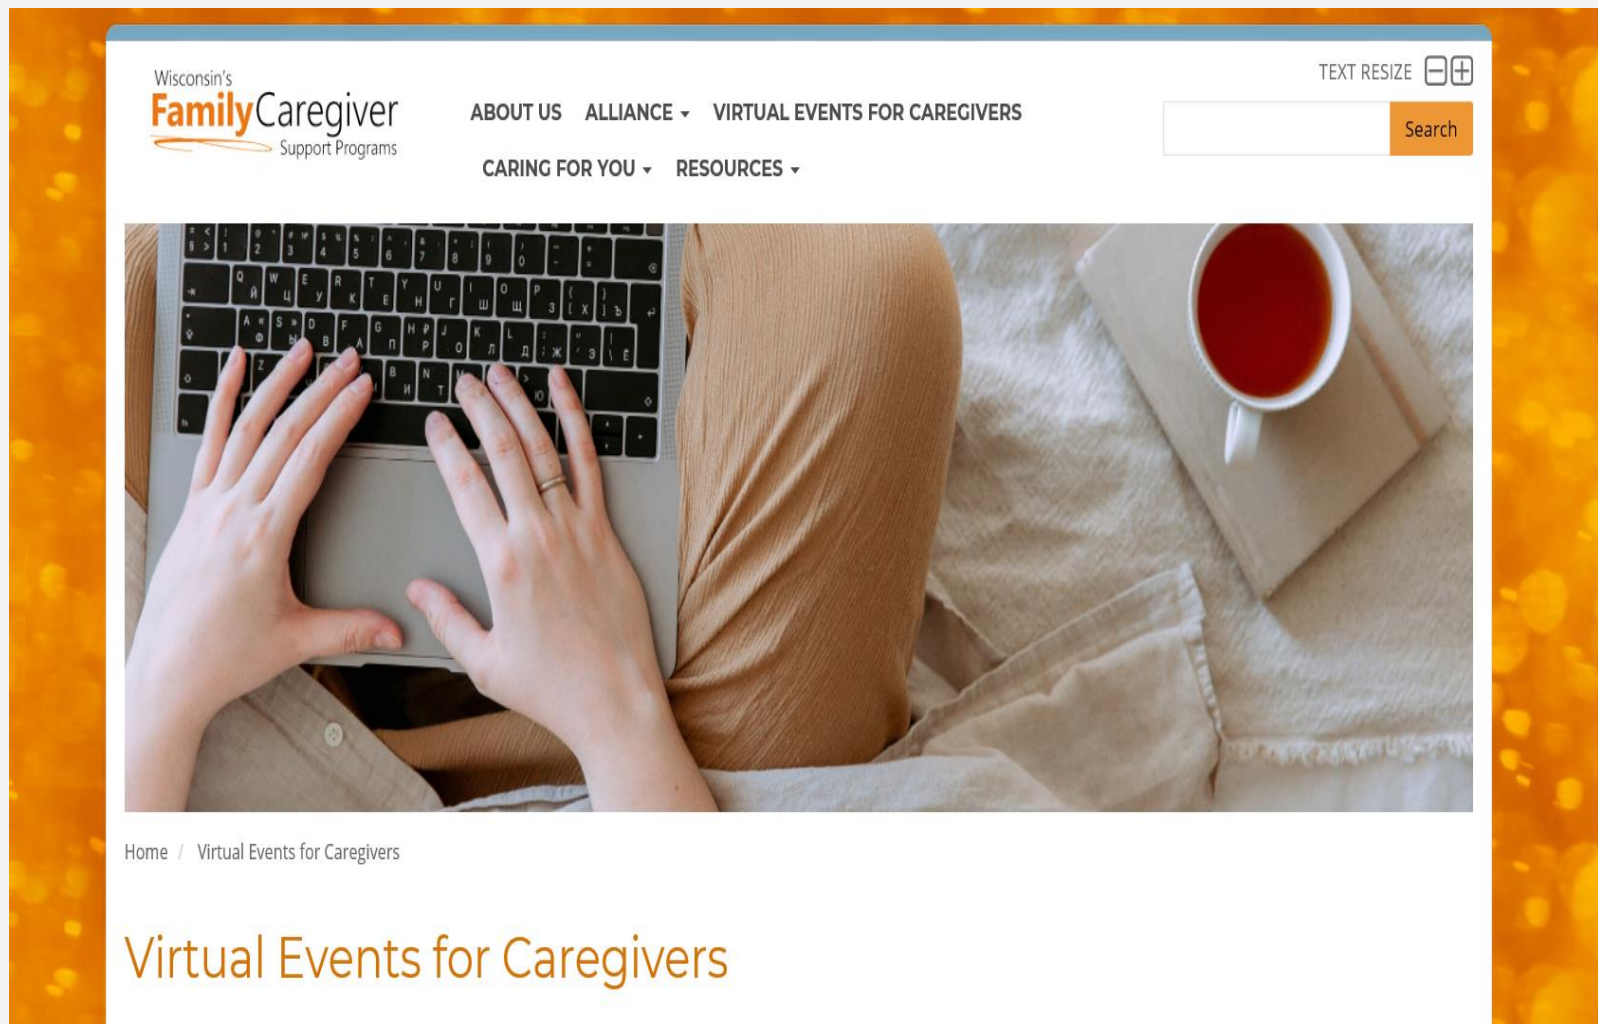 Wisconsin's
FamilyCaregiver
Support Programs
ABOUT US ALLIANCE VIRTUAL EVENTS FOR CAREGIVERS
CARING FOR YOU RESOURCES
TEXT RESIZE
Search
Home / Virtual Events for Caregivers
Virtual Events for Caregivers